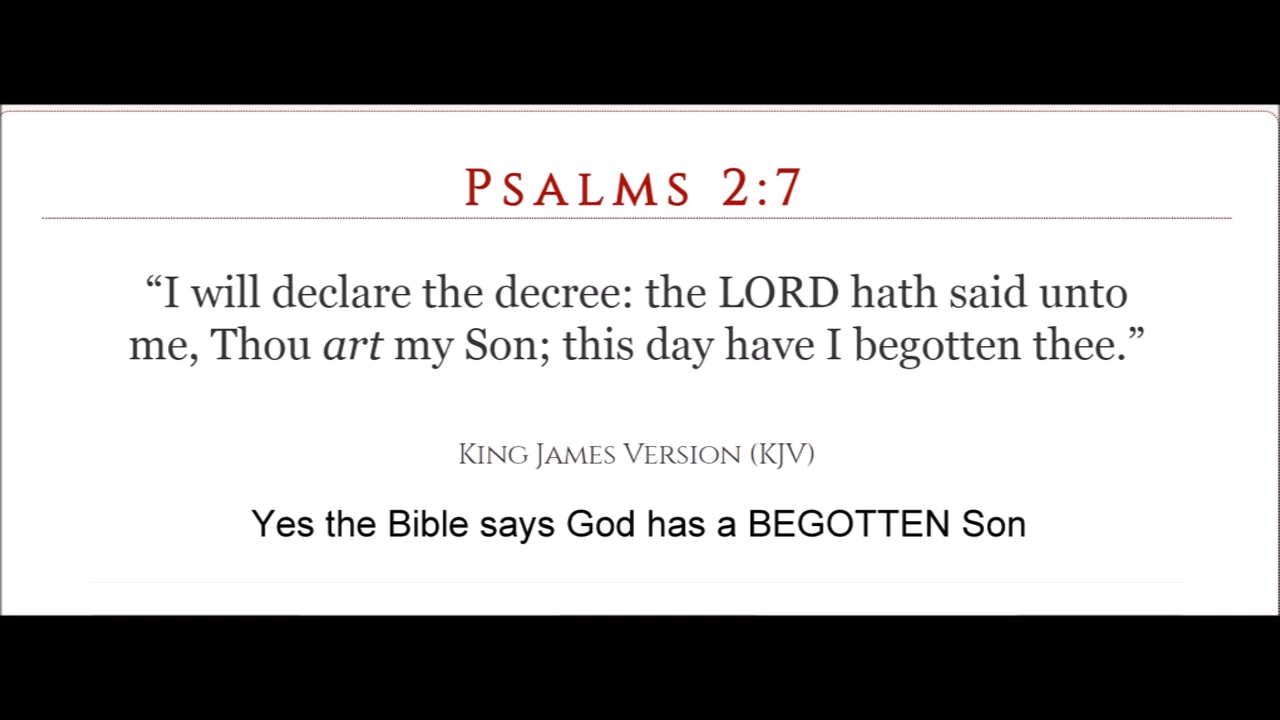 PSALMS 2:7
“I will declare the decree: the LORD hath said unto
me, Thou art my Son; this day have I begotten thee.”
KING JAMES VERSION (KJV)
Yes the Bible says God has a BEGOTTEN Son